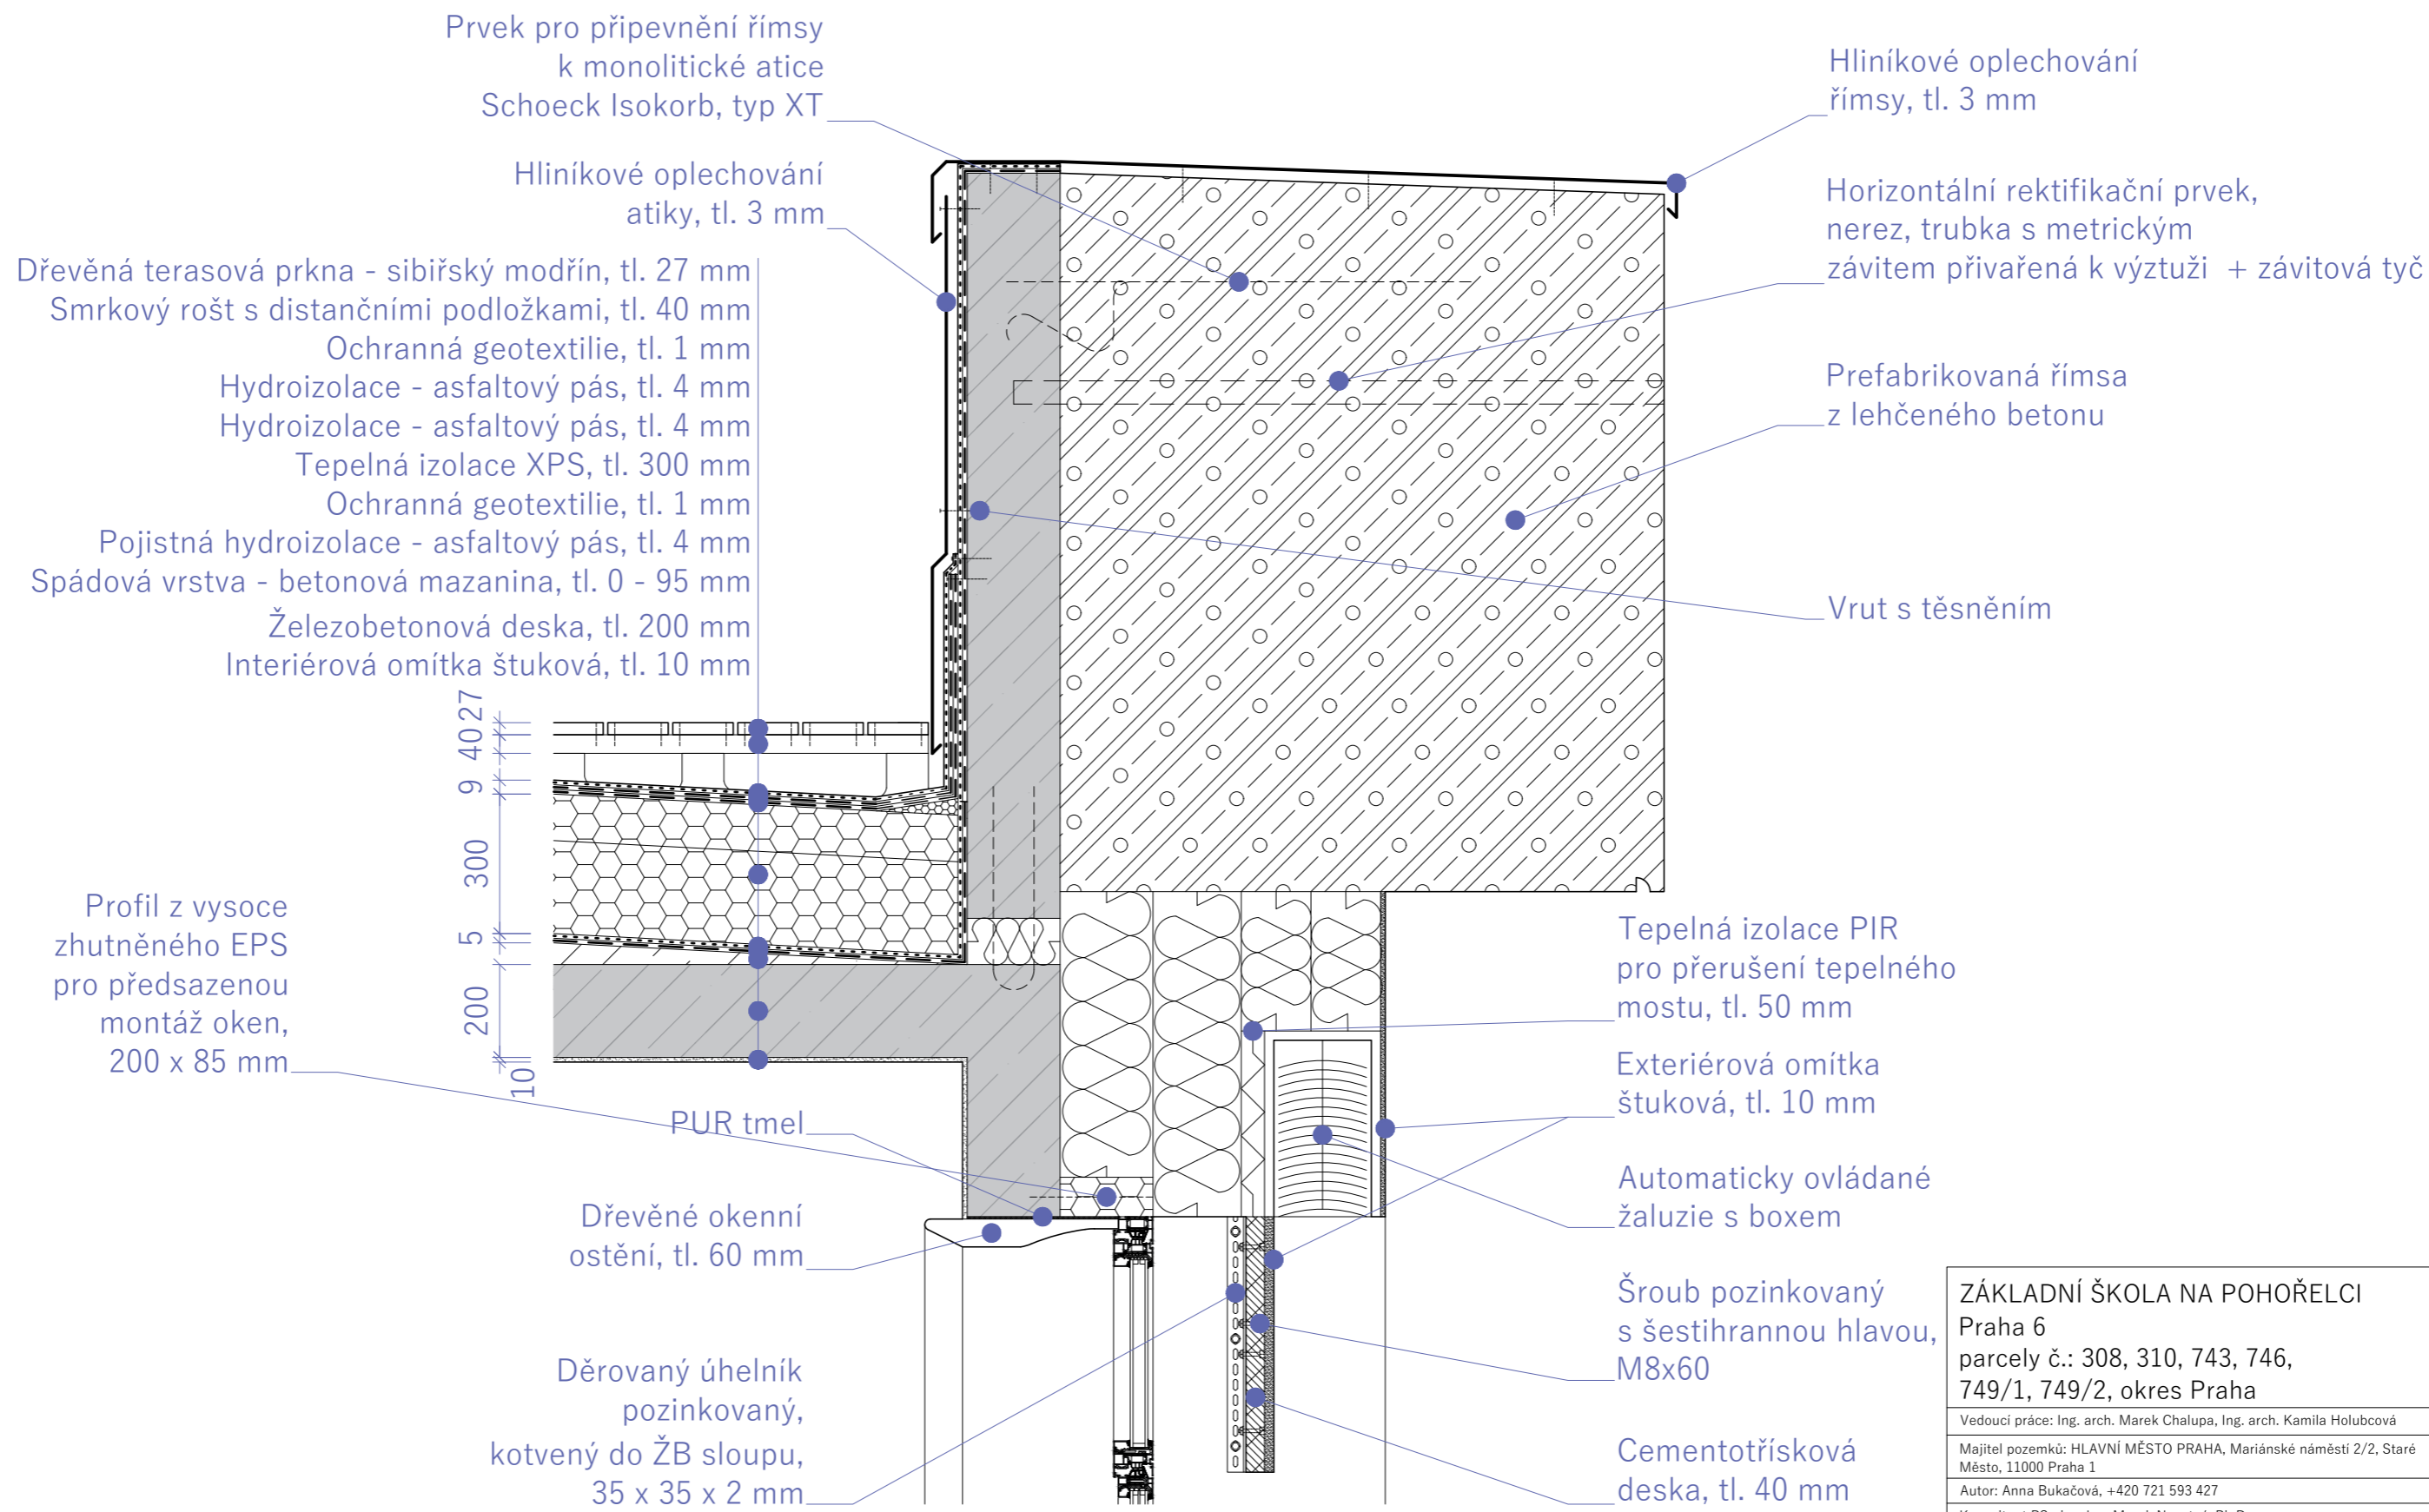 Prvek pro připevnění římsy
k monolitické atice
Schoeck Isokorb, typ XT
Hliníkové oplechování
atiky, tl. 3 mm
Dřevěná terasová prkna - sibiřský modřín, tl. 27 mm
Smrkový rošt s distančními podložkami, tl. 40 mm
Ochranná geotextilie, tl. 1 mm
Hydroizolace - asfaltový pás, tl. 4 mm
Hydroizolace - asfaltový pás, tl. 4 mm
Tepelná izolace XPS, tl. 300 mm
Ochranná geotextilie, tl. 1 mm
Pojistná hydroizolace - asfaltový pás, tl. 4 mm
Spádová vrstva - betonová mazanina, tl. 0 - 95 mm
Železobetonová deska, tl. 200 mm
Interiérová omítka štuková, tl. 10 mm
27
40
9
300
5
200
10
Profil z vysoce
zhutněného EPS
pro předsazenou
montáž oken,
200 x 85 mm
PUR tmel
Dřevěné okenní
ostění, tl. 60 mm
Děrovaný úhelník
pozinkovaný,
kotvený do ŽB sloupu,
35 x 35 x 2 mm
Hliníkové oplechování
římsy, tl. 3 mm
Horizontální rektifikační prvek,
nerez, trubka s metrickým
závitem přivařená k výztuži + závitová tyč
Prefabrikovaná římsa
z lehčeného betonu
Vrut s těsněním
Tepelná izolace PIR
pro přerušení tepelného
mostu, tl. 50 mm
Exteriérová omítka
štuková, tl. 10 mm
Automaticky ovládané
žaluzie s boxem
Šroub pozinkovaný
s šestihrannou hlavou,
M8x60
Cementotřísková
deska, tl. 40 mm
ZÁKLADNÍ ŠKOLA NA POHOŘELCI
Praha 6
parcely č.: 308, 310, 743, 746,
749/1, 749/2, okres Praha
Vedoucí práce: Ing. arch. Marek Chalupa, Ing. arch. Kamila Holubcová
Majitel pozemků: HLAVNÍ MĚSTO PRAHA, Mariánské náměstí 2/2, Staré
Město, 11000 Praha 1
Autor: Anna Bukačová, +420 721 593 427